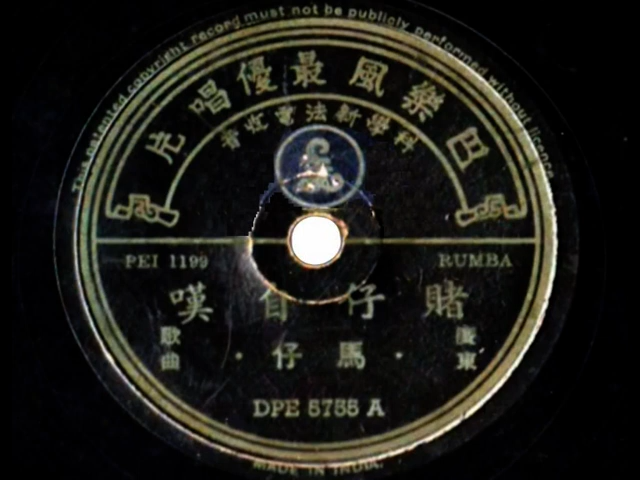 This patented copyright record must not be publicly performed without licence
巴樂風最優唱片
科學新法電收音
PEI 1199
RUMBA
賭仔自嘆
廣東
歌曲
· 馬仔 ·
DPE 5755 A
MADE IN INDIA.